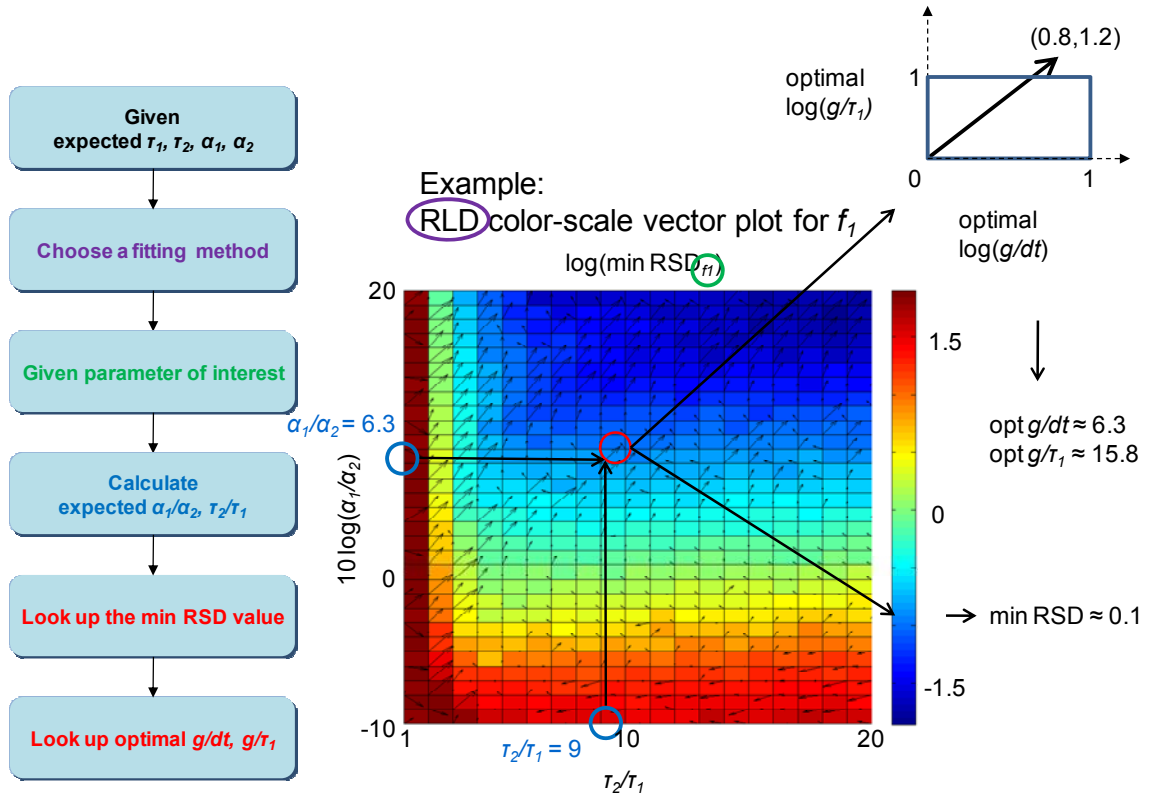 Given
expected τ1, τ2, α1, α2
Choose a fitting method
Given parameter of interest
Calculate
expected α1/α2, τ2/τ1
Look up the min RSD value
Look up optimal g/dt, g/τ1
Example:
RLD color-scale vector plot for f1
log(min RSDf1)
20
α1/α2 = 6.3
10 log(α1/α2)
0
-10
1
10
20
τ2/τ1 = 9
τ2/τ1
1.5
0
-1.5
(0.8,1.2)
optimal
log(g/τ1)
1
0
1
optimal
log(g/dt)
opt g/dt ≈ 6.3
opt g/τ1 ≈ 15.8
min RSD ≈ 0.1